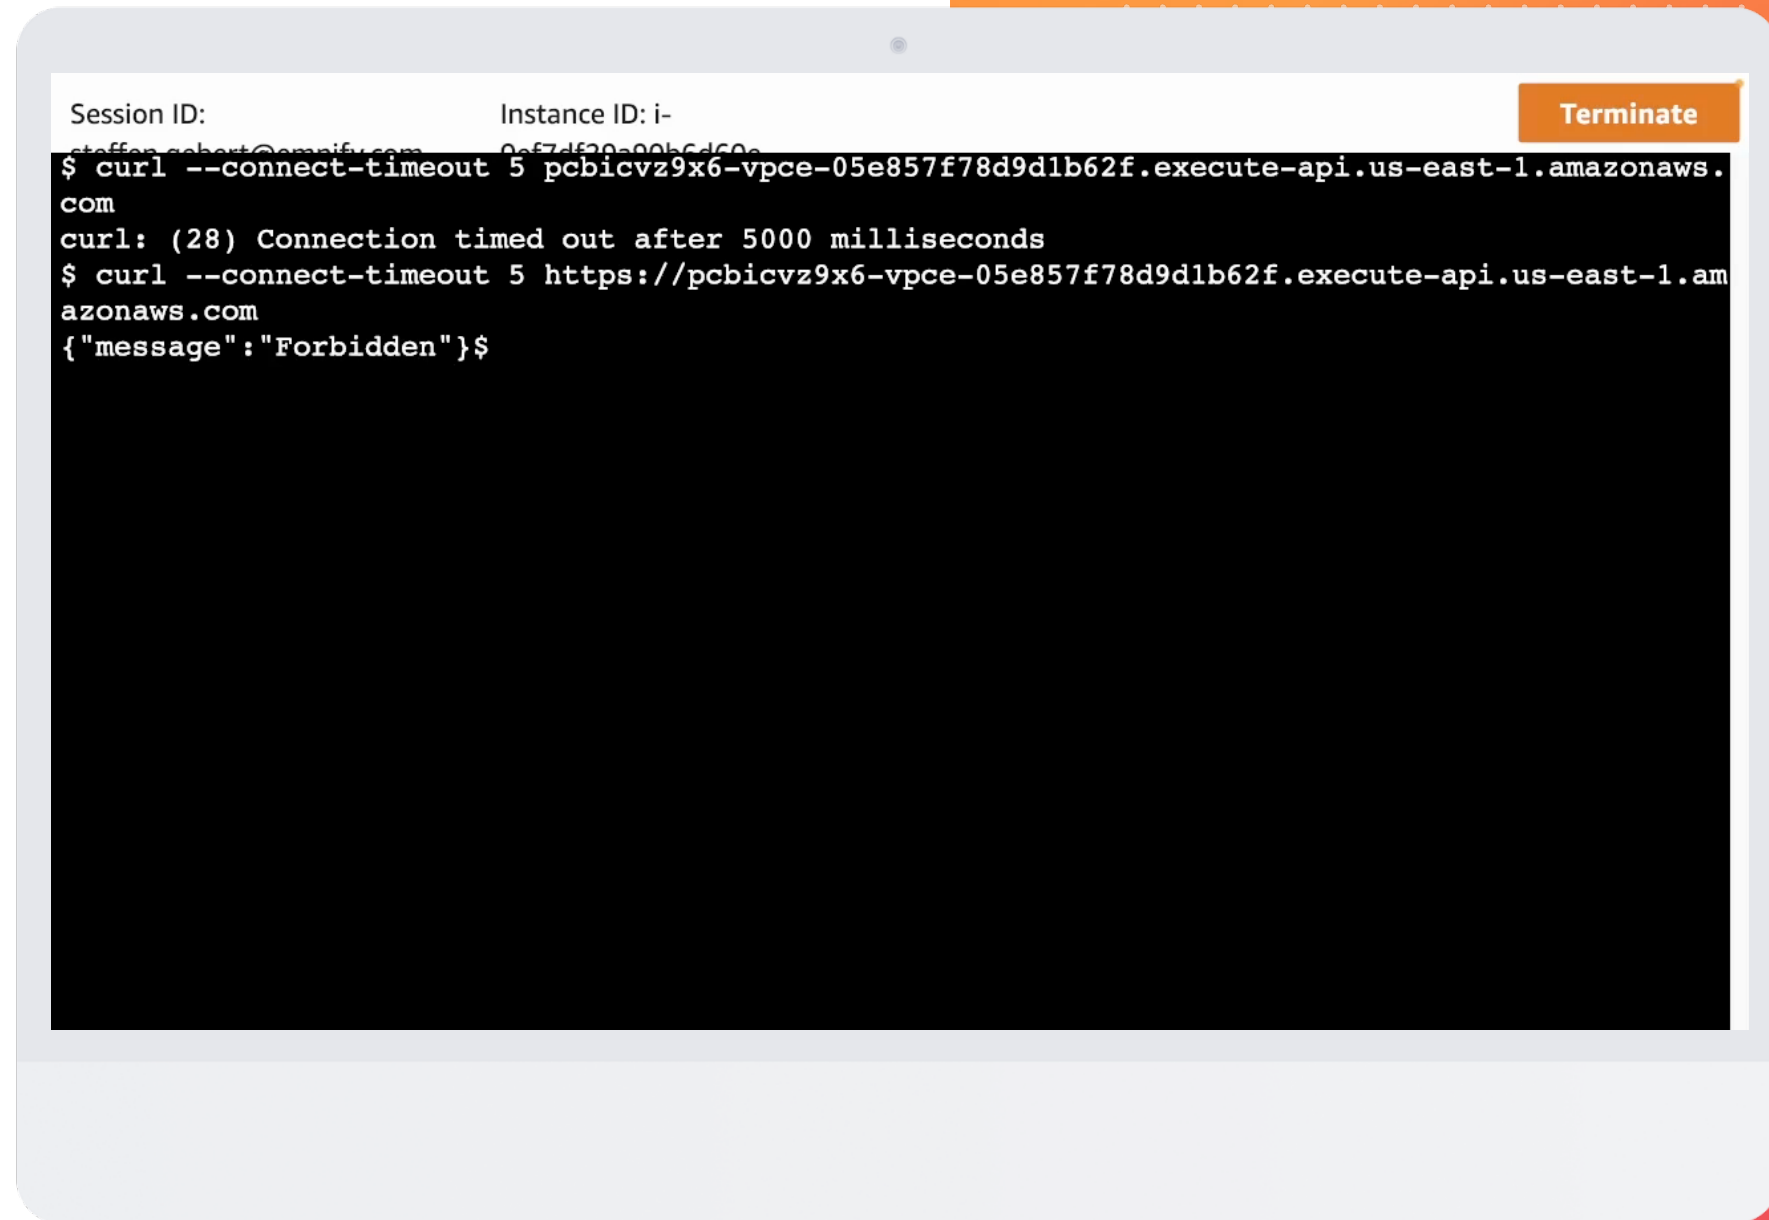 Session ID:
Instance ID: i-
Terminate
$ curl --connect-timeout 5 pcbicvz9x6-vpce-05e857f78d9d1b62f.execute-api.us-east-1.amazonaws.
com
curl: (28) Connection timed out after 5000 milliseconds
$ curl --connect-timeout 5 https://pcbicvz9x6-vpce-05e857f78d9d1b62f.execute-api.us-east-1.am
azonaws.com
{"message":"Forbidden"}$